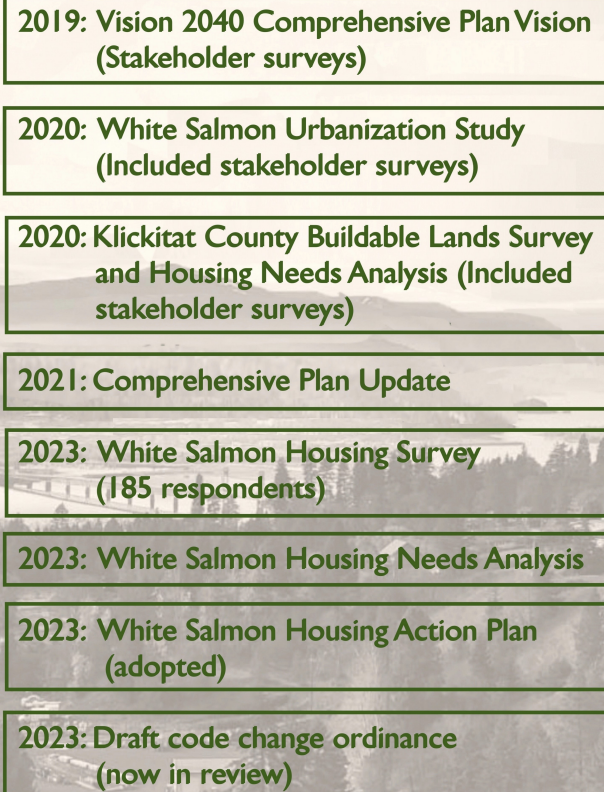 2019: Vision 2040 Comprehensive Plan Vision
(Stakeholder surveys)
2020: White Salmon Urbanization Study
(Included stakeholder surveys)
2020: Klickitat County Buildable Lands Survey
and Housing Needs Analysis (Included
stakeholder surveys)
2021: Comprehensive Plan Update
2023: White Salmon Housing Survey
(185 respondents)
2023: White Salmon Housing Needs Analysis
2023: White Salmon Housing Action Plan
(adopted)
2023: Draft code change ordinance
(now in review)